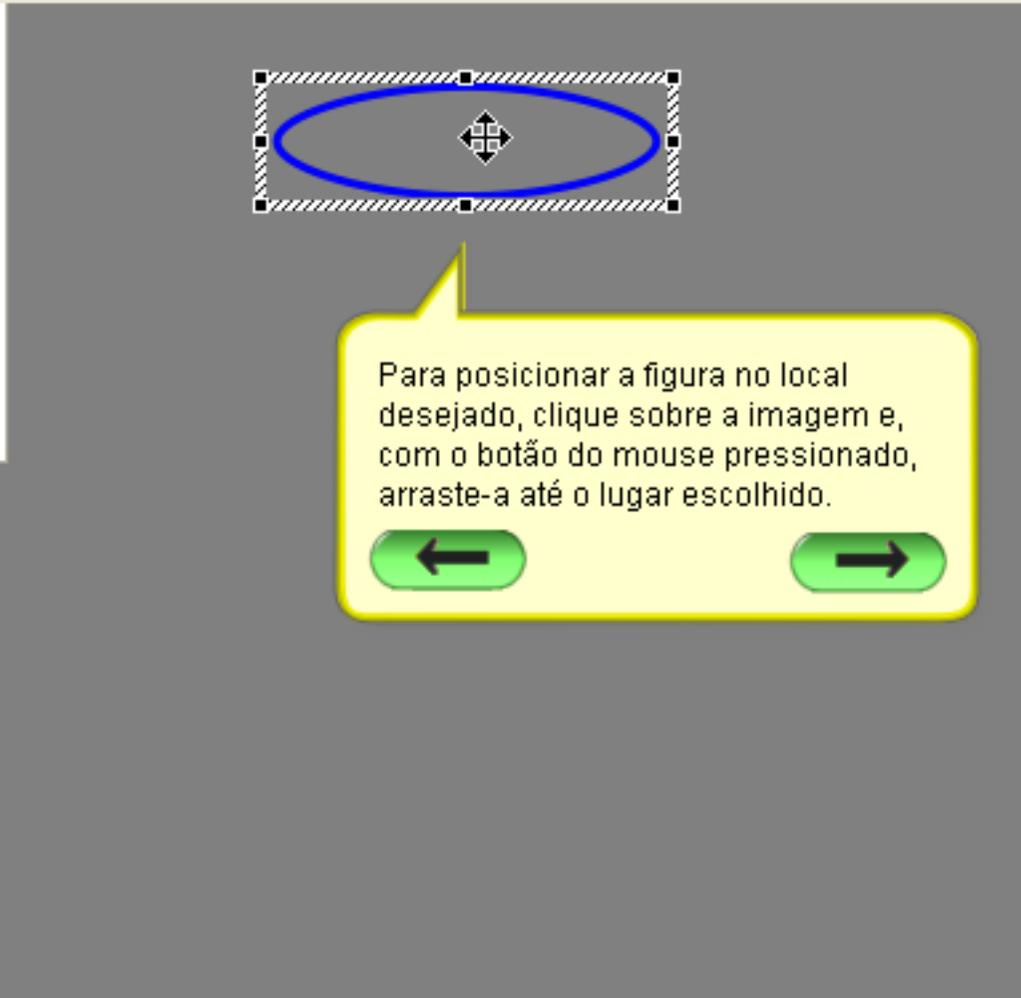 Para posicionar a figura no local
desejado, clique sobre a imagem e,
com o botão do mouse pressionado,
arraste-a até o lugar escolhido.